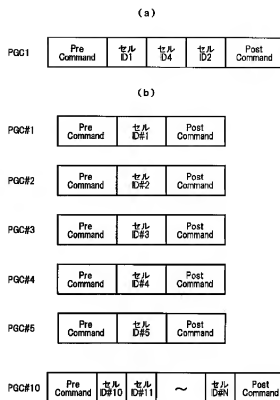 (a)
PGC1
Pre Command
セル ID1
セル ID4
セル ID2
Post Command
(b)
PGC#1
Pre Command
セル ID#1
Post Command
PGC#2
Pre Command
セル ID#2
Post Command
PGC#3
Pre Command
セル ID#3
Post Command
PGC#4
Pre Command
セル ID#4
Post Command
PGC#5
Pre Command
セル ID#5
Post Command
PGC#10
Pre Command
セル ID#10
セル ID#11
～
セル ID#N
Post Command